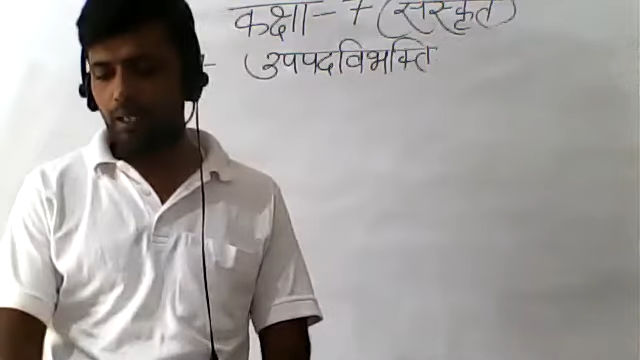 कक्षा - 7 (संस्कृत)
- उपपदविभक्ति